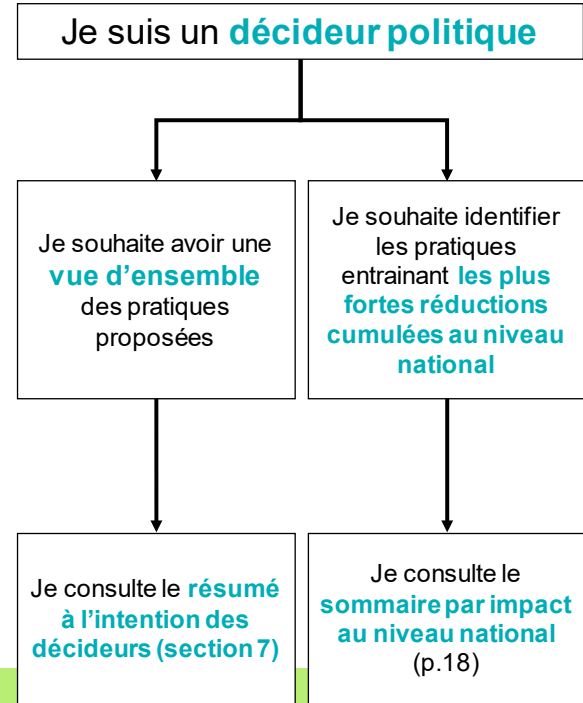 Je suis un décideur politique
Je souhaite avoir une
vue d’ensemble
des pratiques
proposées
Je souhaite identifier
les pratiques
entrainant les plus
fortes réductions
cumulées au niveau
national
Je consulte le résumé
à l’intention des
décideurs (section 7)
Je consulte le
sommaire par impact
au niveau national
(p.18)